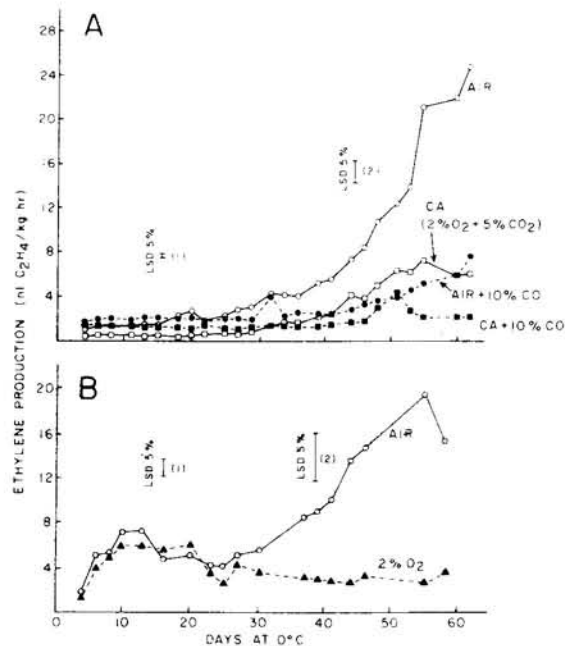 A
28
24
20
16
12
8
4
AIR
LSD 5%
(2)
LSD 5%
(1)
CA
(2%O₂+5%CO₂)
AIR+10% CO
CA+10% CO
ETHYLENE PRODUCTION (nl C₂H₄/kg hr)
B
20
16
12
8
4
LSD 5%
(1)
LSD 5%
(2)
AIR
2%O₂
0
10
20
30
40
50
60
DAYS AT 0°C